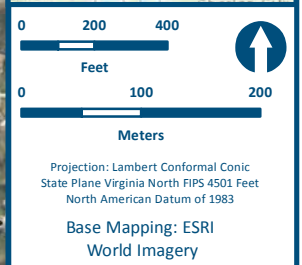 0 200 400
Feet
0 100 200
Meters
Projection: Lambert Conformal Conic
State Plane Virginia North FIPS 4501 Feet
North American Datum of 1983
Base Mapping: ESRI
World Imagery